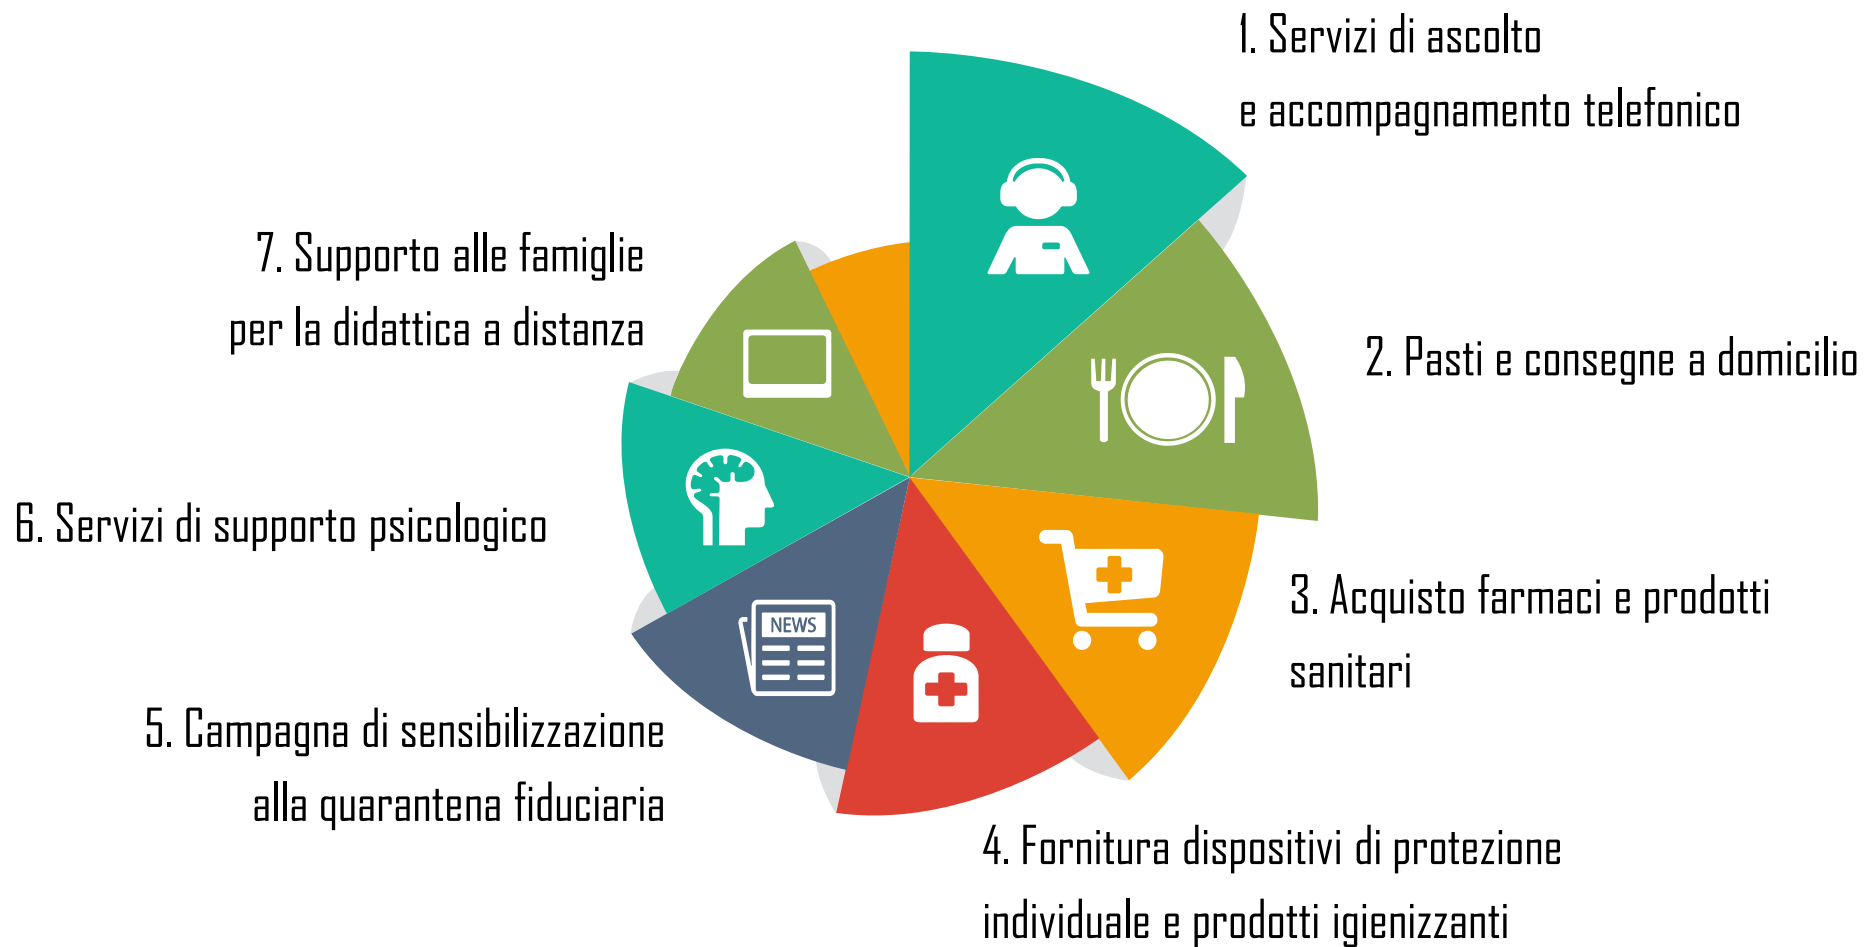 1. Servizi di ascolto
e accompagnamento telefonico
2. Pasti e consegne a domicilio
3. Acquisto farmaci e prodotti
sanitari
4. Fornitura dispositivi di protezione
individuale e prodotti igienizzanti
5. Campagna di sensibilizzazione
alla quarantena fiduciaria
NEWS
6. Servizi di supporto psicologico
7. Supporto alle famiglie
per la didattica a distanza